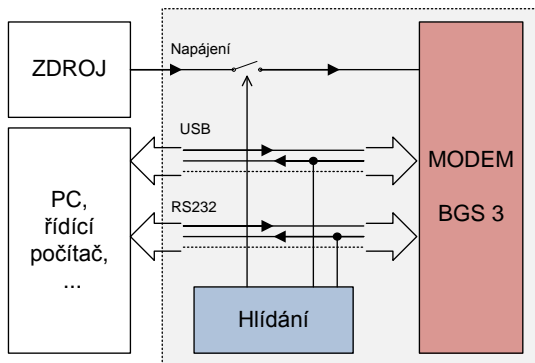 ZDROJ
Napájení
USB
MODEM
BGS 3
PC,
řídící
počítač,
...
RS232
Hlídání